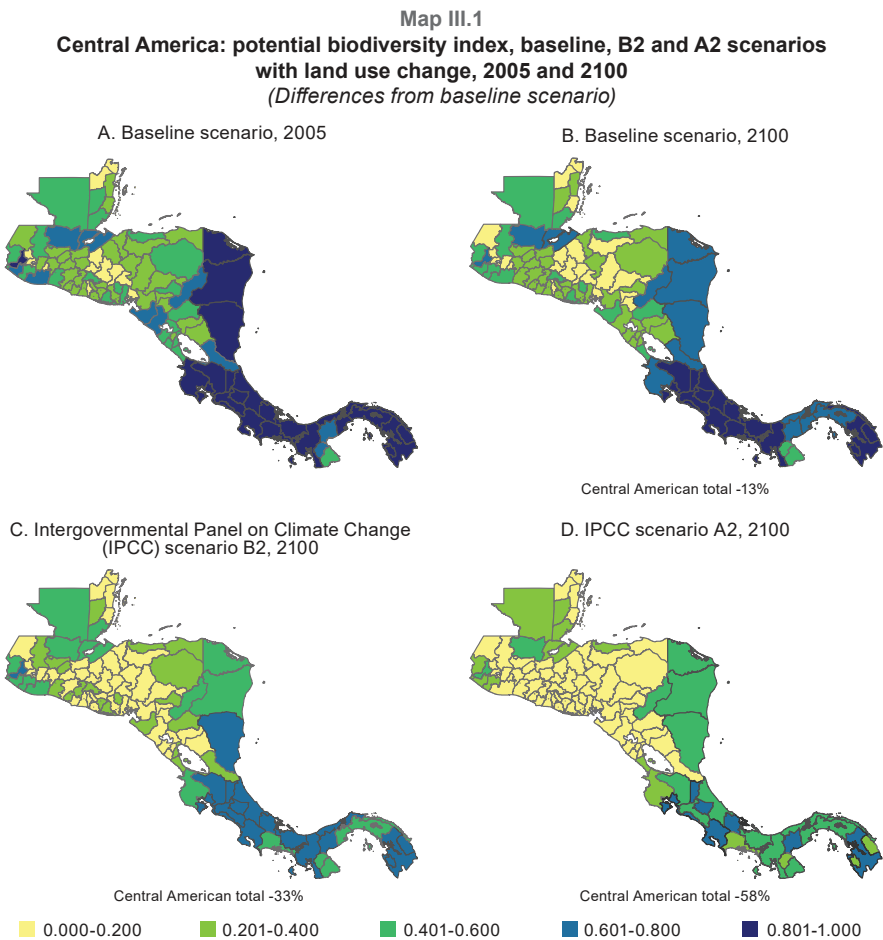 Map III.1
Central America: potential biodiversity index, baseline, B2 and A2 scenarios
with land use change, 2005 and 2100
(Differences from baseline scenario)
A. Baseline scenario, 2005
B. Baseline scenario, 2100
Central American total -13%
C. Intergovernmental Panel on Climate Change
(IPCC) scenario B2, 2100
D. IPCC scenario A2, 2100
Central American total -33%
Central American total -58%
0.000-0.200
0.201-0.400
0.401-0.600
0.601-0.800
0.801-1.000